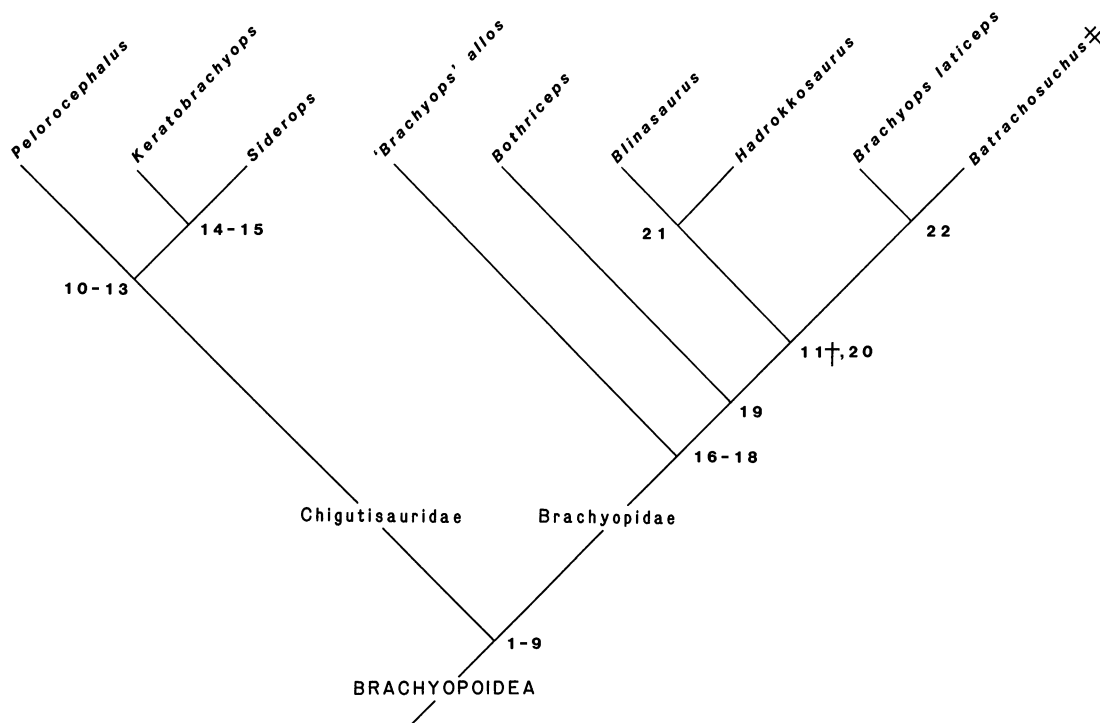 Pelorocephalus
Keratobrachyops
Siderops
'Brachyops' allos
Bothriceps
Blinasaurus
Hadrokkosaurus
Brachyops laticeps
Batrachosuchus‡
14-15
21
22
10-13
11†,20
19
16-18
Chigutisauridae
Brachyopidae
1-9
BRACHYOPOIDEA